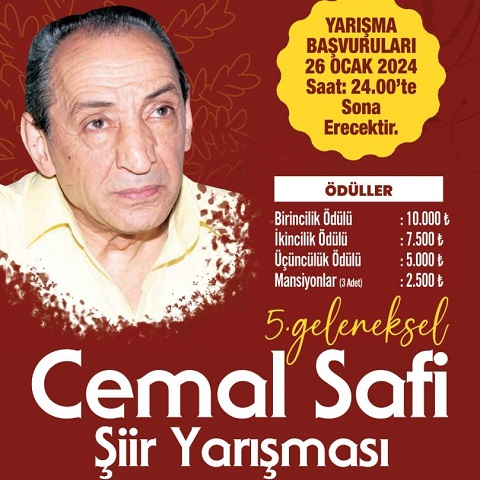 YARIŞMA
BAŞVURULARI
26 OCAK 2024
Saat: 24.00'te
Sona
Erecektir.
ÖDÜLLER
Birincilik Ödülü : 10.000 ₺
İkincilik Ödülü : 7.500 ₺
Üçüncülük Ödülü : 5.000 ₺
Mansiyonlar (3 Adet) : 2.500 ₺
5. geleneksel
Cemal Safi
Şiir Yarışması